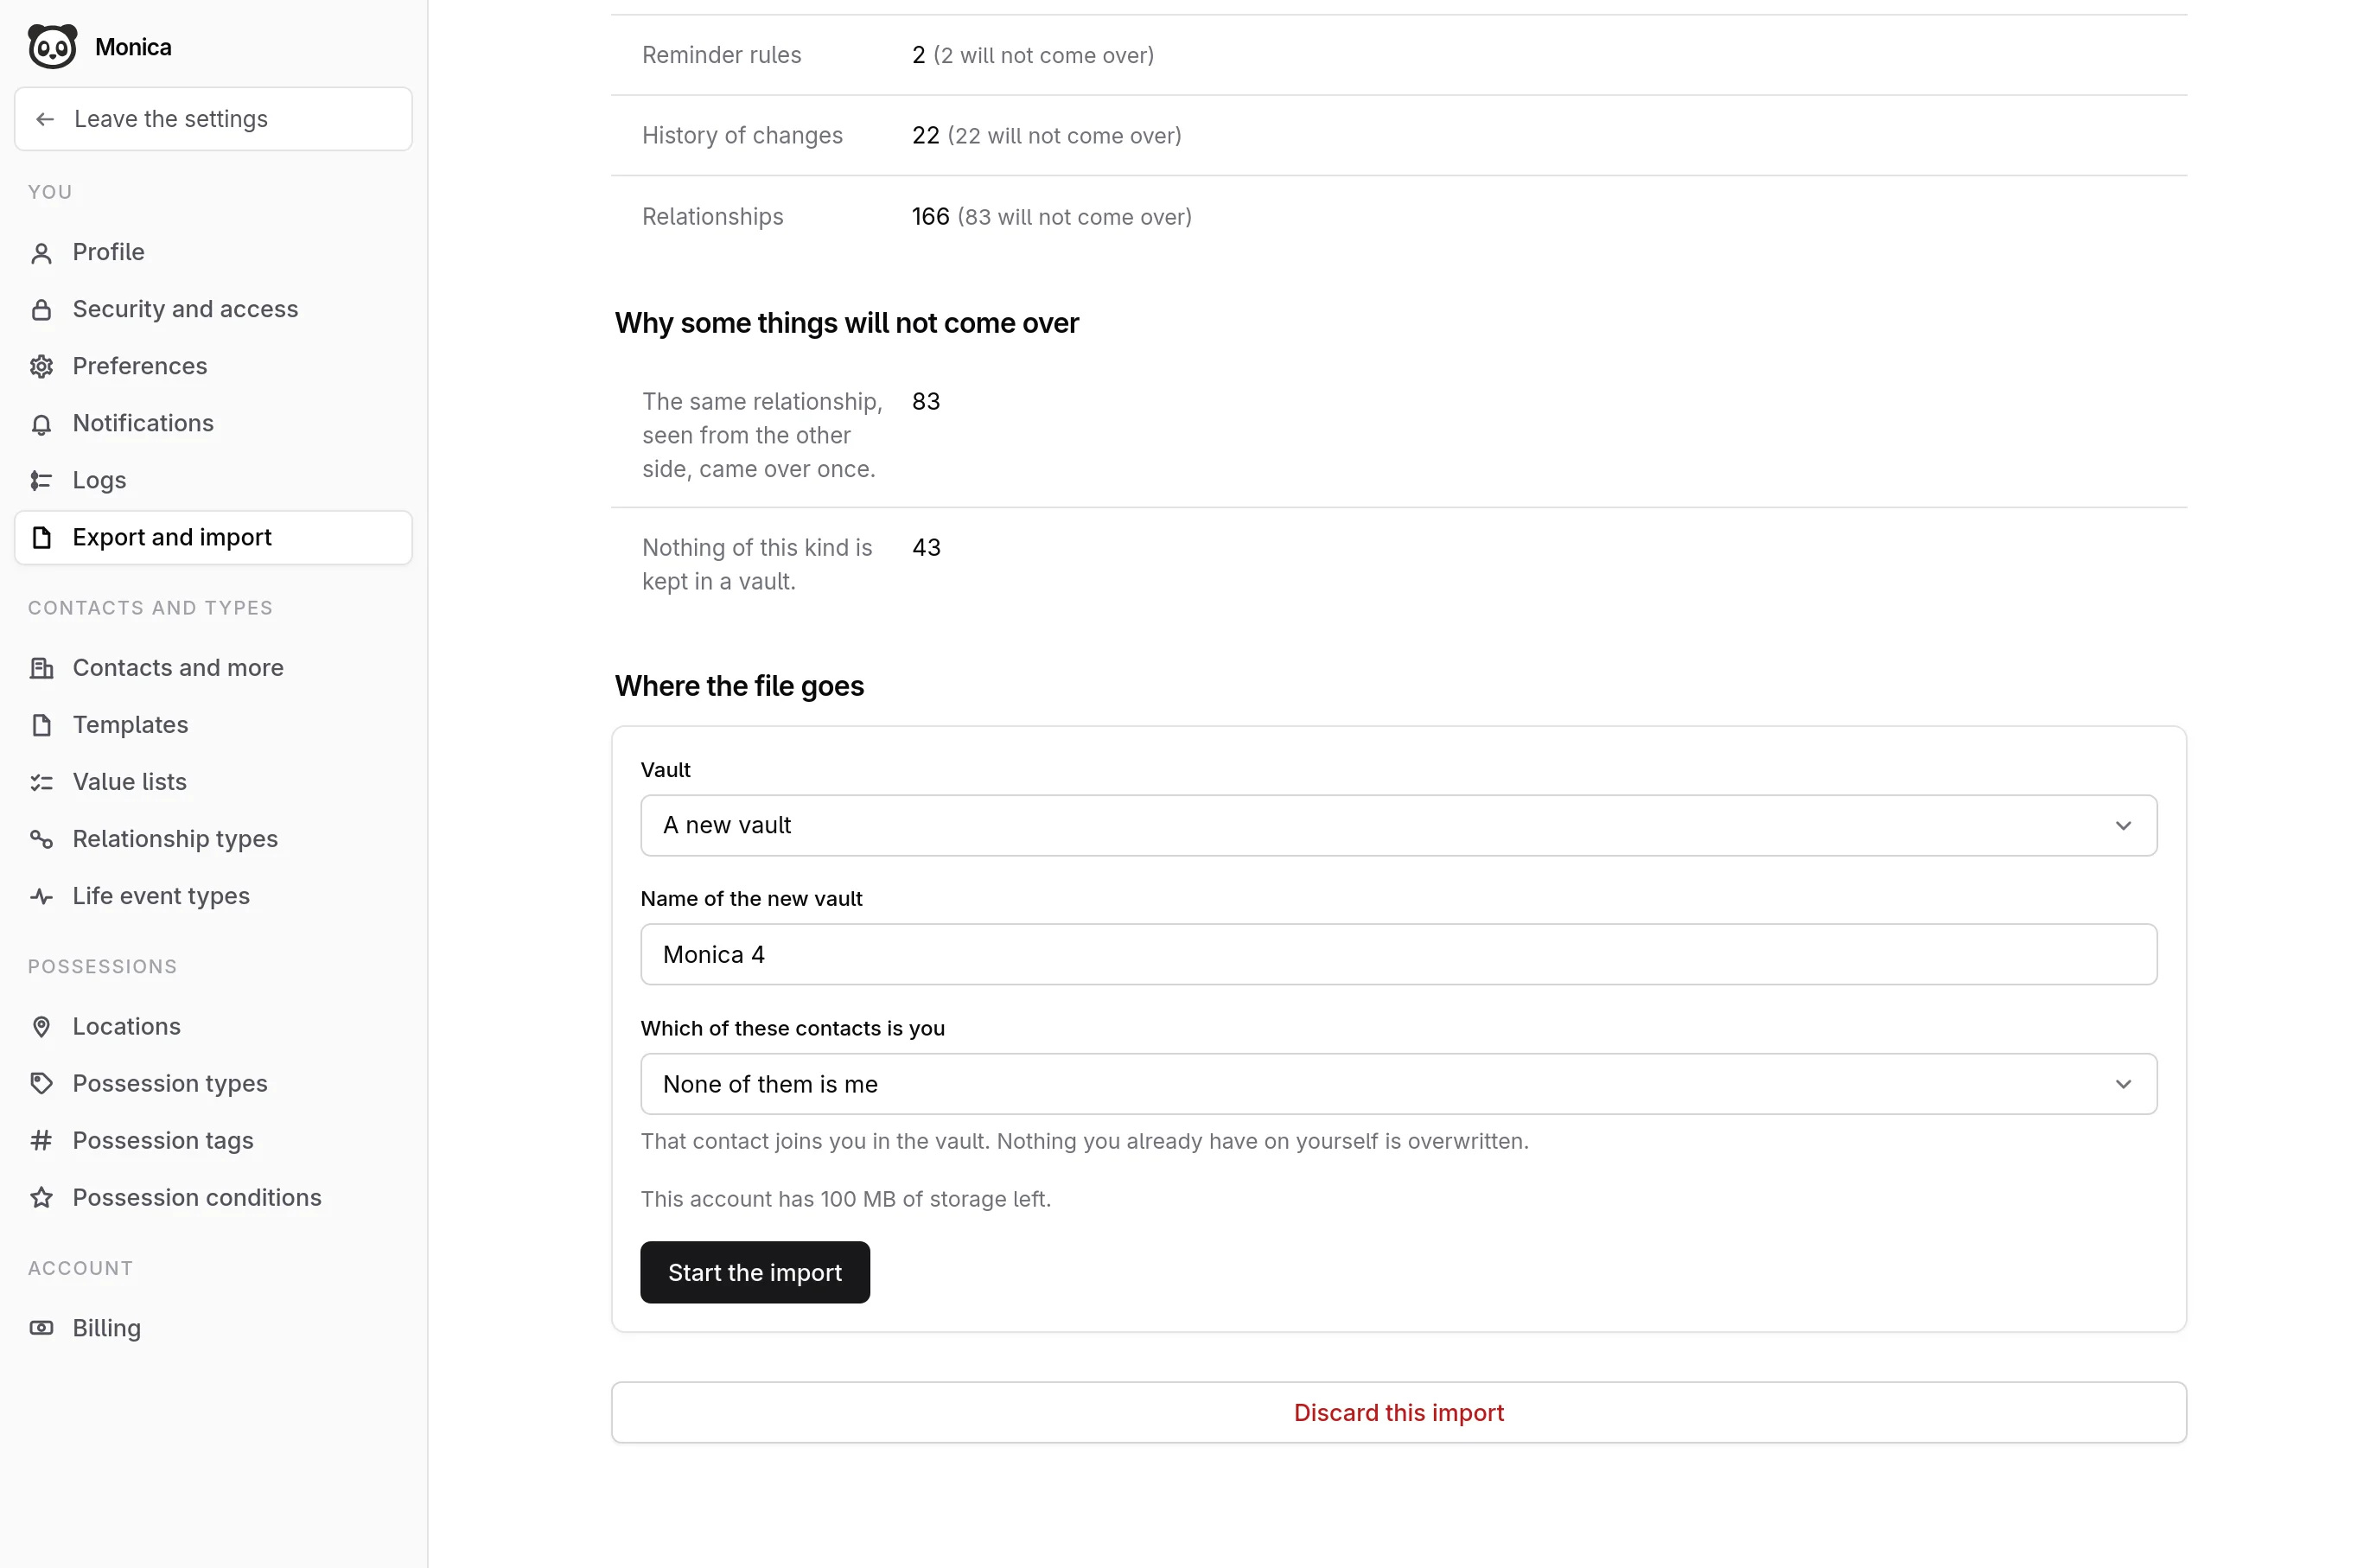 Monica
Leave the settings
YOU
Profile
Security and access
Preferences
Notifications
Logs
Export and import
CONTACTS AND TYPES
Contacts and more
Templates
Value lists
Relationship types
Life event types
POSSESSIONS
Locations
Possession types
Possession tags
Possession conditions
ACCOUNT
Billing
Reminder rules 2 (2 will not come over)
History of changes 22 (22 will not come over)
Relationships 166 (83 will not come over)
Why some things will not come over
The same relationship, 83
seen from the other
side, came over once.
Nothing of this kind is 43
kept in a vault.
Where the file goes
Vault
A new vault
Name of the new vault
Monica 4
Which of these contacts is you
None of them is me
That contact joins you in the vault. Nothing you already have on yourself is overwritten.
This account has 100 MB of storage left.
Start the import
Discard this import